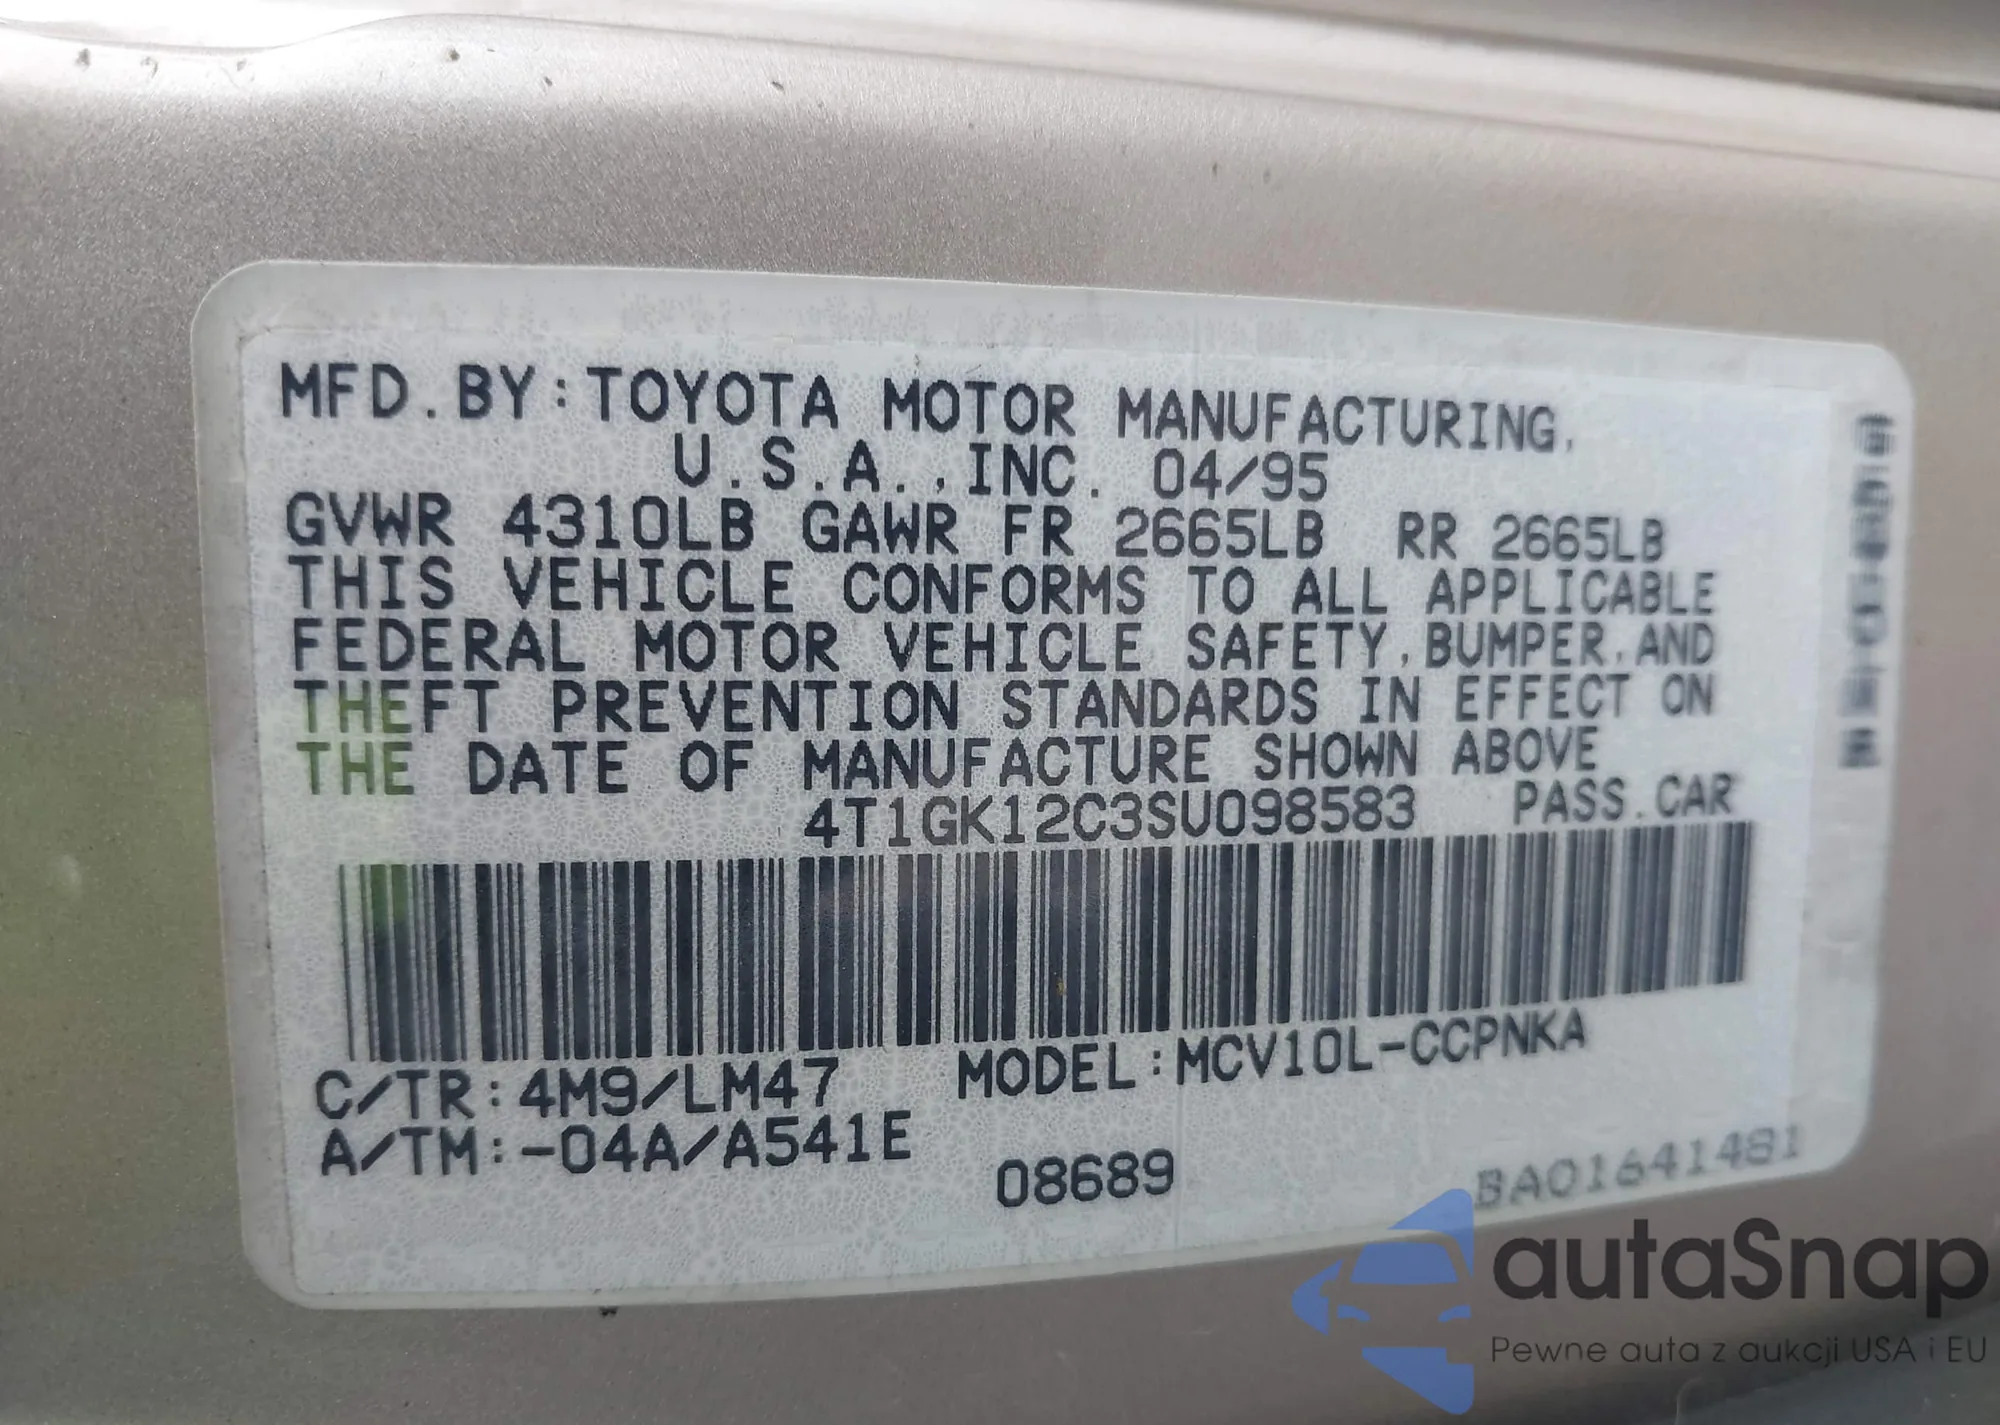 MFD.BY:TOYOTA MOTOR MANUFACTURING,
U.S.A.,INC. 04/95
GVWR 4310LB GAWR FR 2665LB RR 2665LB
THIS VEHICLE CONFORMS TO ALL APPLICABLE
FEDERAL MOTOR VEHICLE SAFETY,BUMPER,AND
THEFT PREVENTION STANDARDS IN EFFECT ON
THE DATE OF MANUFACTURE SHOWN ABOVE
4T1GK12C3SU098583 PASS.CAR
C/TR:4M9/LM47 MODEL:MCV10L-CCPNKA
A/TM:-04A/A541E
08689 BA01641481
autaSnap
Pewne auta z aukcji USA i EU